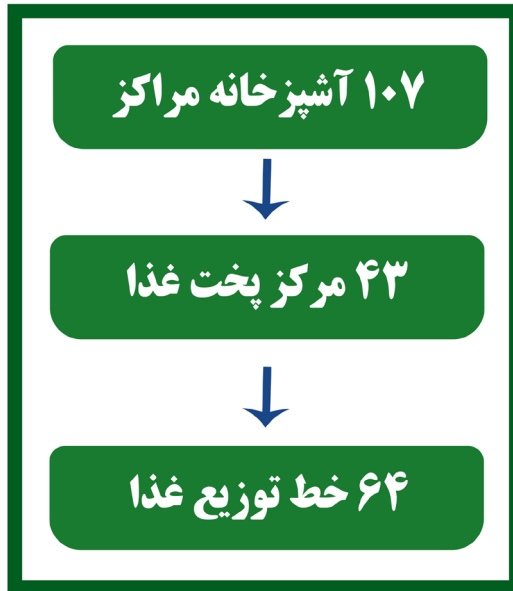 ۱۰۷ آشپزخانه مراکز
۴۳ مرکز پخت غذا
۶۴ خط توزیع غذا